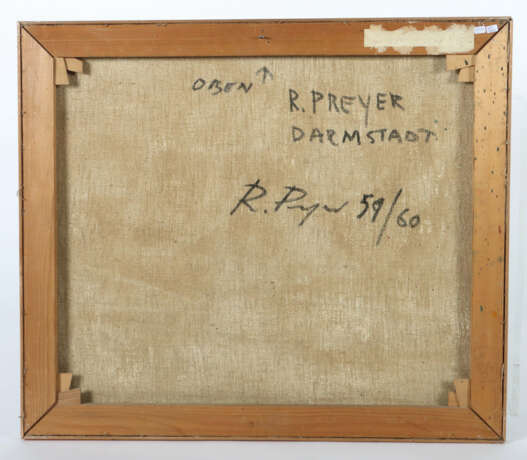 OBEN ↑
R. PREYER
DARMSTADT
R. Preyer 59/60